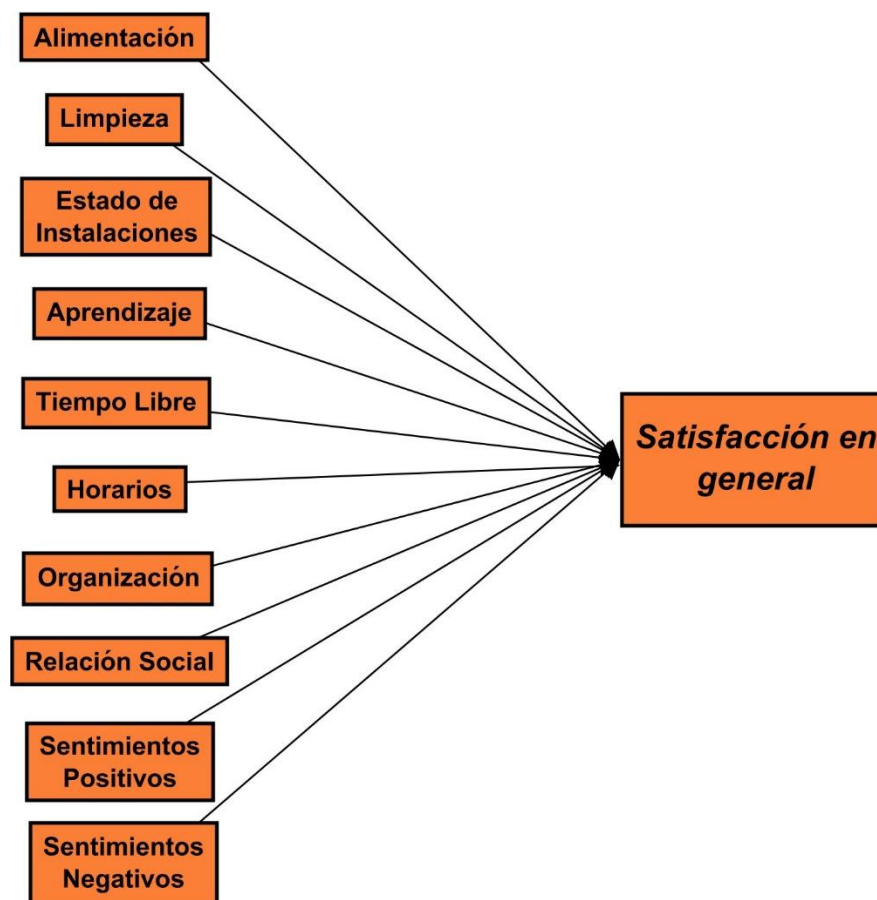 Alimentación
Limpieza
Estado de
Instalaciones
Aprendizaje
Tiempo Libre
Horarios
Organización
Relación Social
Sentimientos
Positivos
Sentimientos
Negativos
Satisfacción en
general